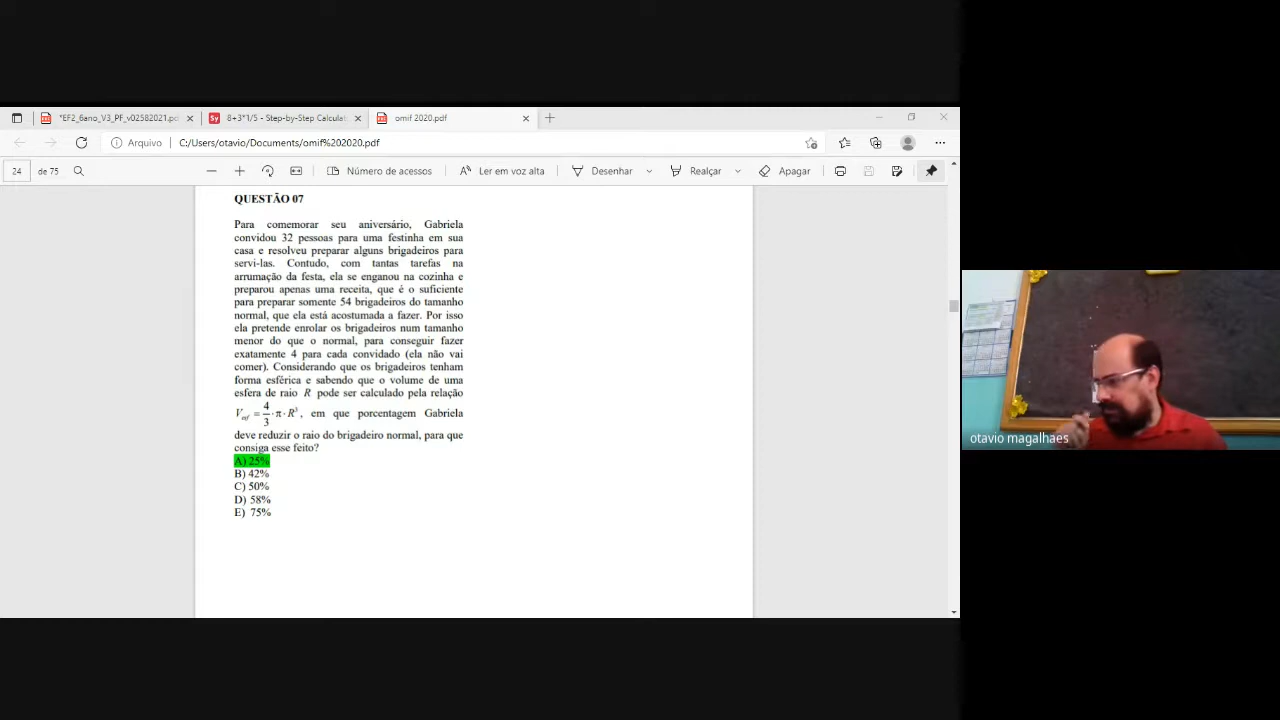 *EF2_6ano_V3_PF_v02582021.pd
8+3*1/5 - Step-by-Step Calculat
omif 2020.pdf
Arquivo
C:/Users/otavio/Documents/omif%202020.pdf
24
de 75
Número de acessos
Ler em voz alta
Desenhar
Realçar
Apagar
QUESTÃO 07
Para comemorar seu aniversário, Gabriela
convidou 32 pessoas para uma festinha em sua
casa e resolveu preparar alguns brigadeiros para
servi-las. Contudo, com tantas tarefas na
arrumação da festa, ela se enganou na cozinha e
preparou apenas uma receita, que é o suficiente
para preparar somente 54 brigadeiros do tamanho
normal, que ela está acostumada a fazer. Por isso
ela pretende enrolar os brigadeiros num tamanho
menor do que o normal, para conseguir fazer
exatamente 4 para cada convidado (ela não vai
comer). Considerando que os brigadeiros tenham
forma esférica e sabendo que o volume de uma
esfera de raio R pode ser calculado pela relação
V_esf = 4/3 · π · R³, em que porcentagem Gabriela
deve reduzir o raio do brigadeiro normal, para que
consiga esse feito?
A) 25%
B) 42%
C) 50%
D) 58%
E) 75%
otavio magalhaes